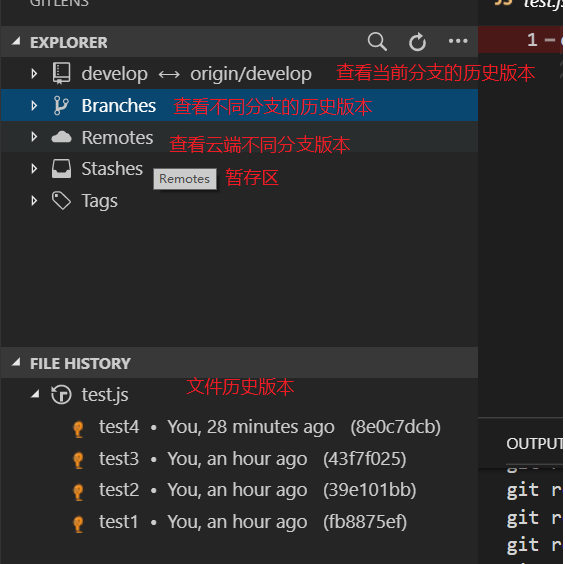 GITLENS
EXPLORER
develop ↔ origin/develop 查看当前分支的历史版本
Branches 查看不同分支的历史版本
Remotes 查看云端不同分支版本
Stashes 暂存区
Remotes
Tags
FILE HISTORY
test.js 文件历史版本
test4 • You, 28 minutes ago (8e0c7dcb)
test3 • You, an hour ago (43f7f025)
test2 • You, an hour ago (39e101bb)
test1 • You, an hour ago (fb8875ef)
JS test.js
1 −
OUTPUT
git r
git r
git r
git r